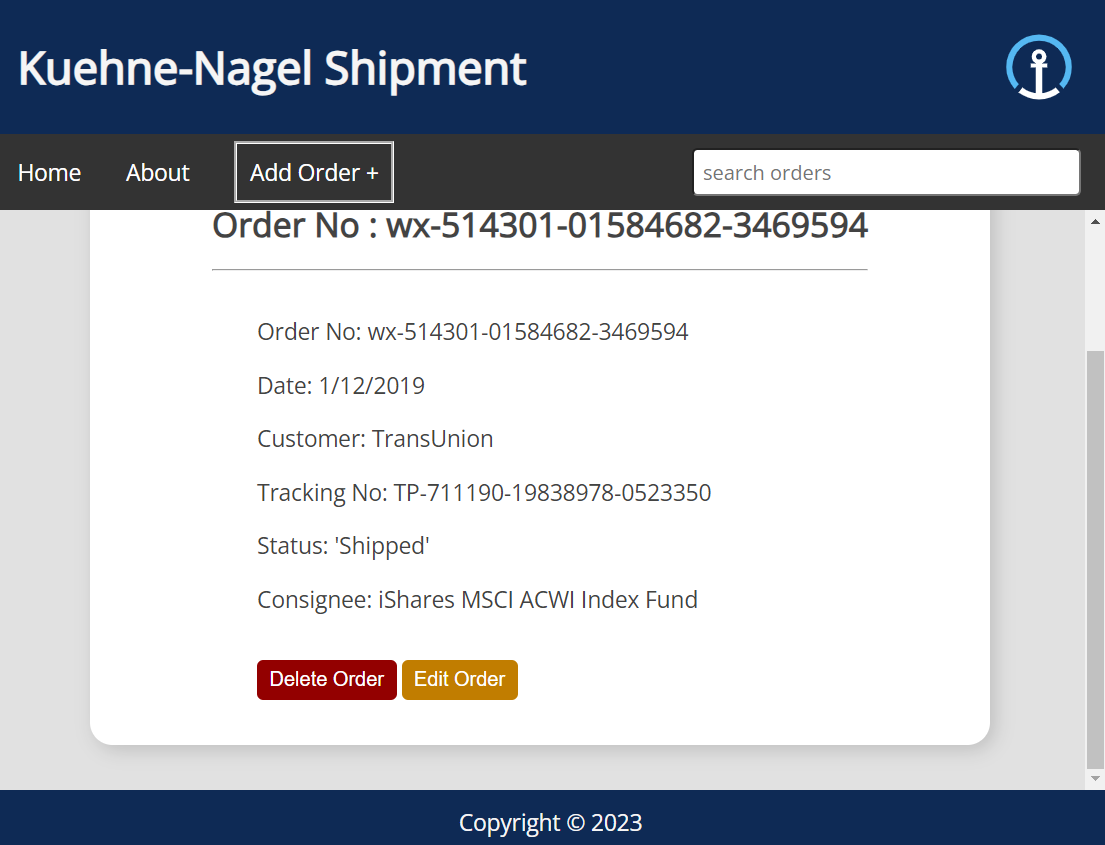 Kuehne-Nagel Shipment
Home About Add Order + search orders
Order No : wx-514301-01584682-3469594
Order No: wx-514301-01584682-3469594
Date: 1/12/2019
Customer: TransUnion
Tracking No: TP-711190-19838978-0523350
Status: 'Shipped'
Consignee: iShares MSCI ACWI Index Fund
Delete Order Edit Order
Copyright © 2023